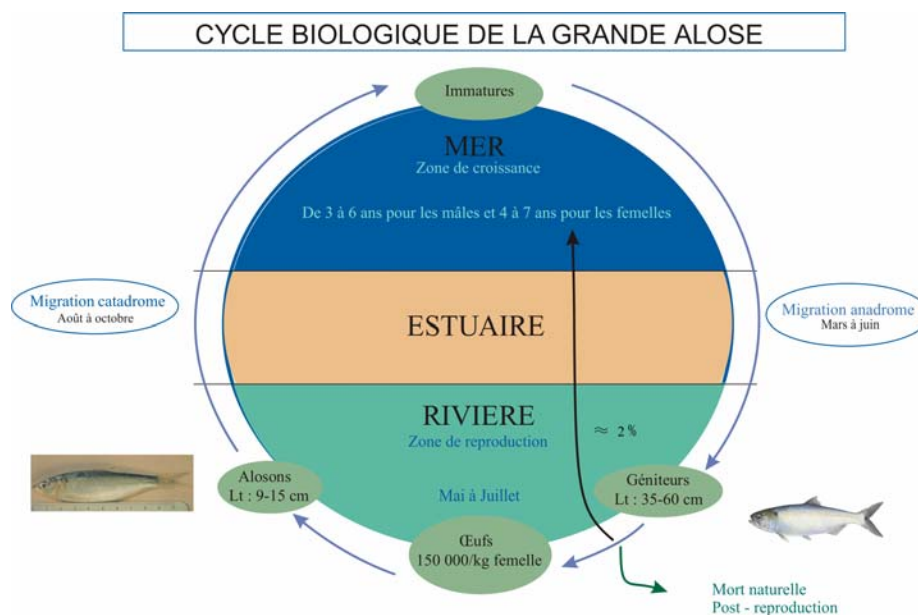 CYCLE BIOLOGIQUE DE LA GRANDE ALOSE
Immatures
MER
Zone de croissance
De 3 à 6 ans pour les mâles et 4 à 7 ans pour les femelles
Migration catadrome
Août à octobre
ESTUAIRE
Migration anadrome
Mars à juin
RIVIERE
Zone de reproduction
≈ 2 %
Alosons
Lt : 9-15 cm
Mai à Juillet
Géniteurs
Lt : 35-60 cm
Œufs
150 000/kg femelle
Mort naturelle
Post - reproduction